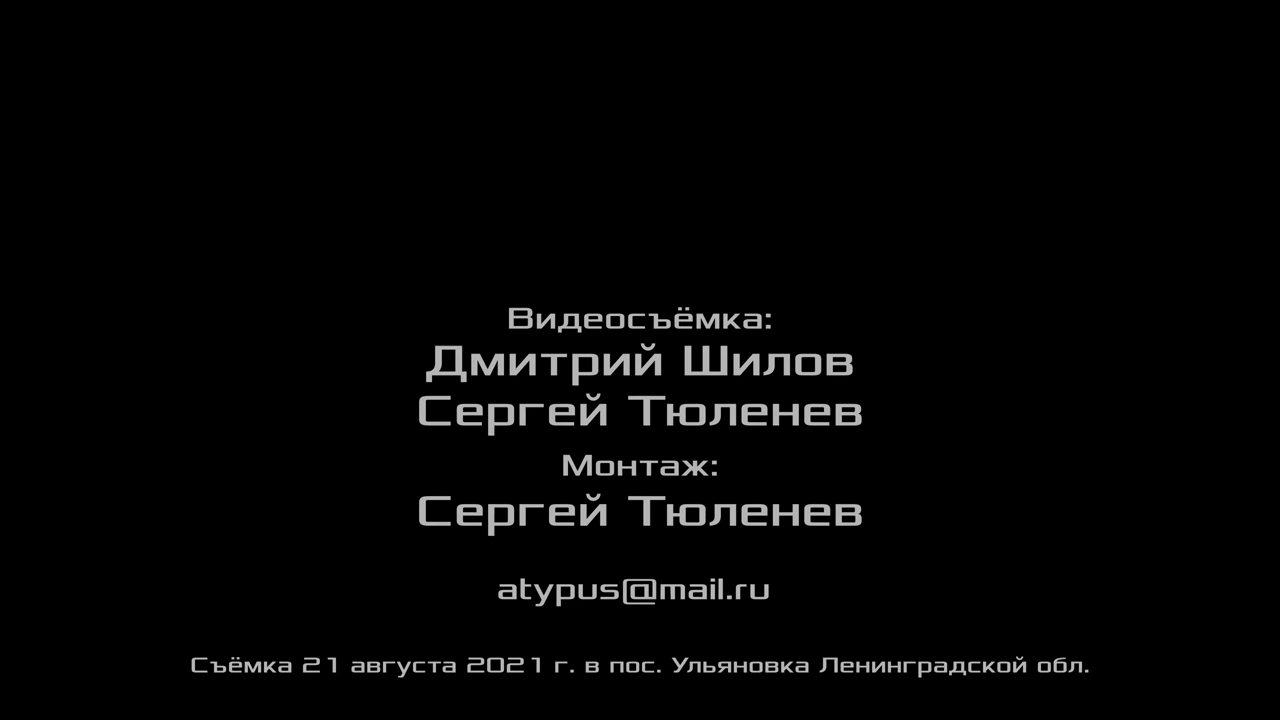 Видеосъёмка:
Дмитрий Шилов
Сергей Тюленев
Монтаж:
Сергей Тюленев
atypus@mail.ru
Съёмка 21 августа 2021 г. в пос. Ульяновка Ленинградской обл.